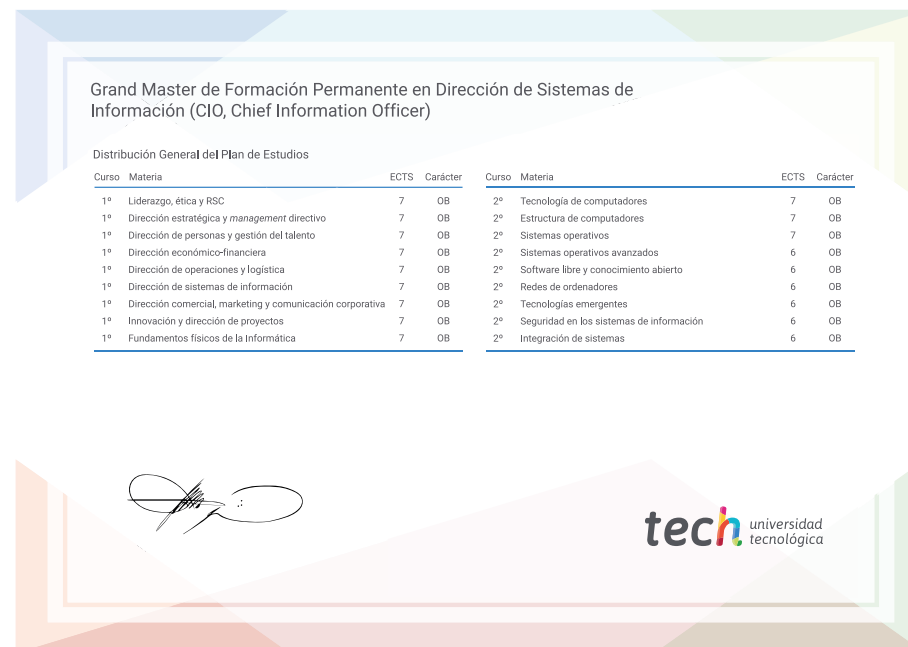 Grand Master de Formación Permanente en Dirección de Sistemas de
Información (CIO, Chief Information Officer)
Distribución General del Plan de Estudios
Curso Materia ECTS Carácter
1º Liderazgo, ética y RSC 7 OB
1º Dirección estratégica y management directivo 7 OB
1º Dirección de personas y gestión del talento 7 OB
1º Dirección económico-financiera 7 OB
1º Dirección de operaciones y logística 7 OB
1º Dirección de sistemas de información 7 OB
1º Dirección comercial, marketing y comunicación corporativa 7 OB
1º Innovación y dirección de proyectos 7 OB
1º Fundamentos físicos de la Informática 7 OB
Curso Materia ECTS Carácter
2º Tecnología de computadores 7 OB
2º Estructura de computadores 7 OB
2º Sistemas operativos 7 OB
2º Sistemas operativos avanzados 6 OB
2º Software libre y conocimiento abierto 6 OB
2º Redes de ordenadores 6 OB
2º Tecnologías emergentes 6 OB
2º Seguridad en los sistemas de información 6 OB
2º Integración de sistemas 6 OB
tech universidad
tecnológica